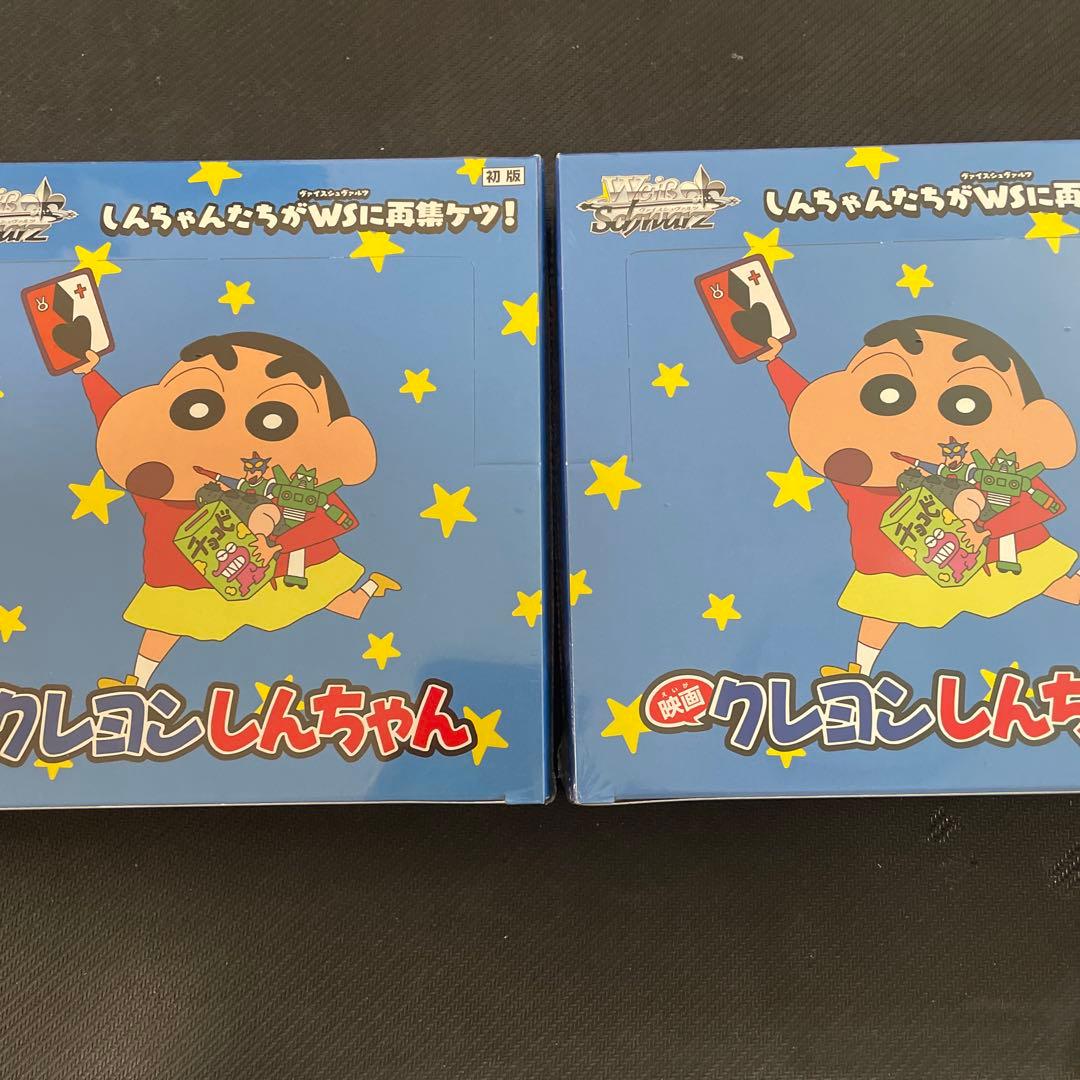 初版
Schwarz
ヴァイスシュヴァルツ
しんちゃんたちがWSに再集ケツ!
チョコビ
クレヨンしんちゃん
Weiß
Schwarz
ヴァイスシュヴァルツ
しんちゃんたちがWSに再
チョコビ
えいが
映画
クレヨンしんち